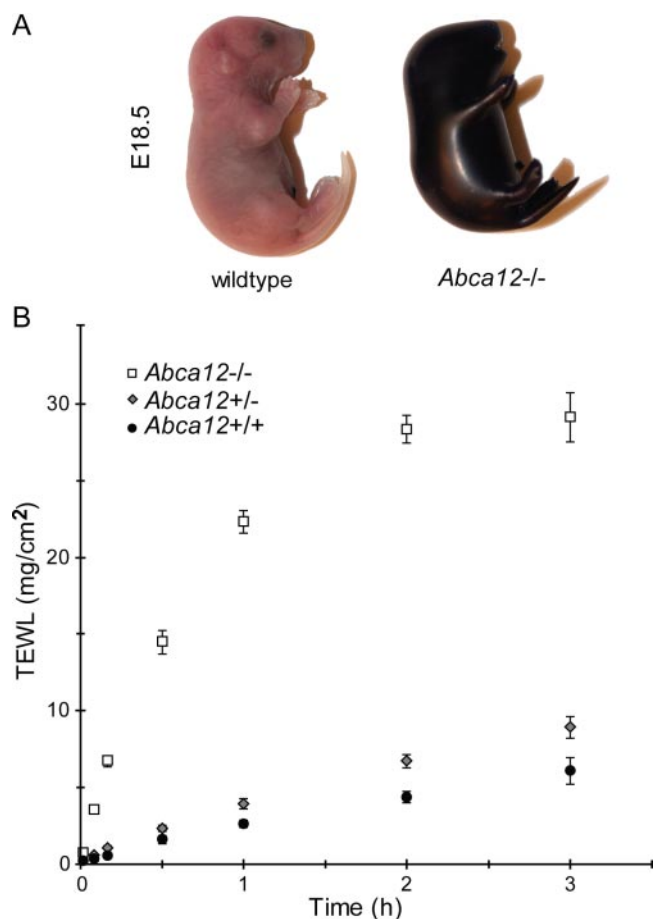 A
E18.5
wildtype
Abca12-/-
B
Abca12-/-
Abca12+/-
Abca12+/+
TEWL (mg/cm²)
30
20
10
0
0
1
2
3
Time (h)